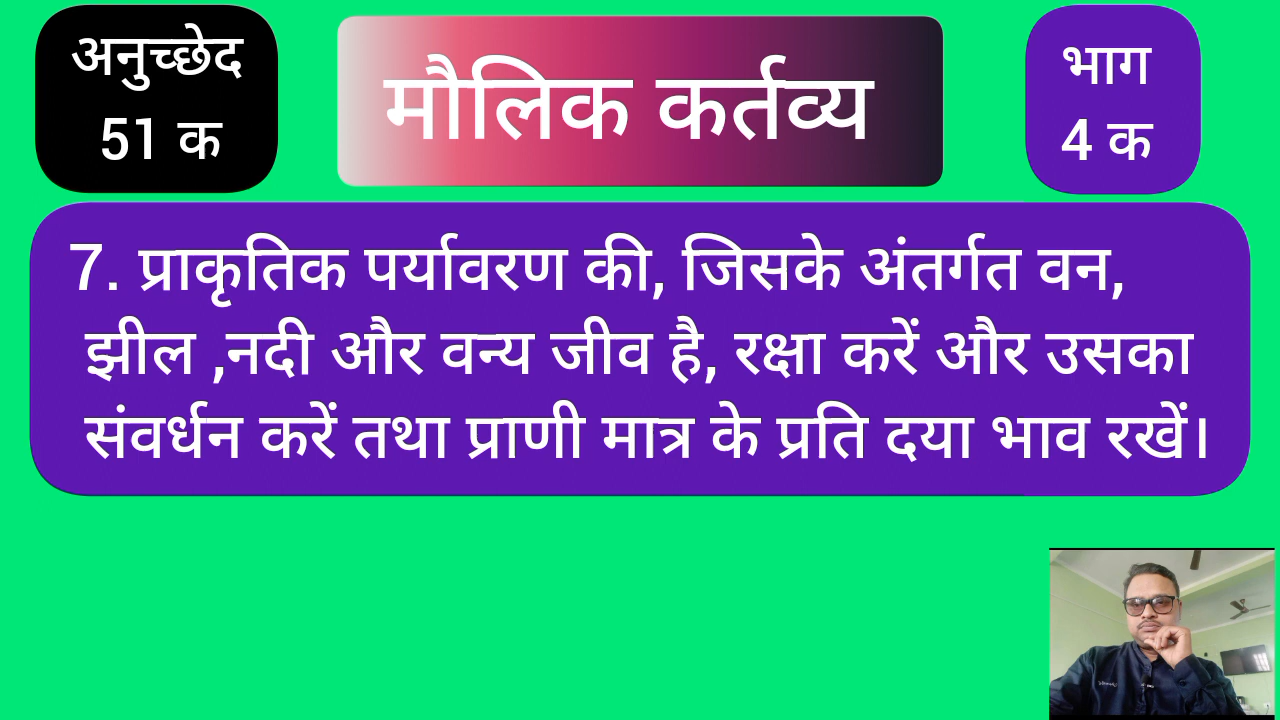 अनुच्छेद
51 क
मौलिक कर्तव्य
भाग
4 क
7. प्राकृतिक पर्यावरण की, जिसके अंतर्गत वन,
झील ,नदी और वन्य जीव है, रक्षा करें और उसका
संवर्धन करें तथा प्राणी मात्र के प्रति दया भाव रखें।